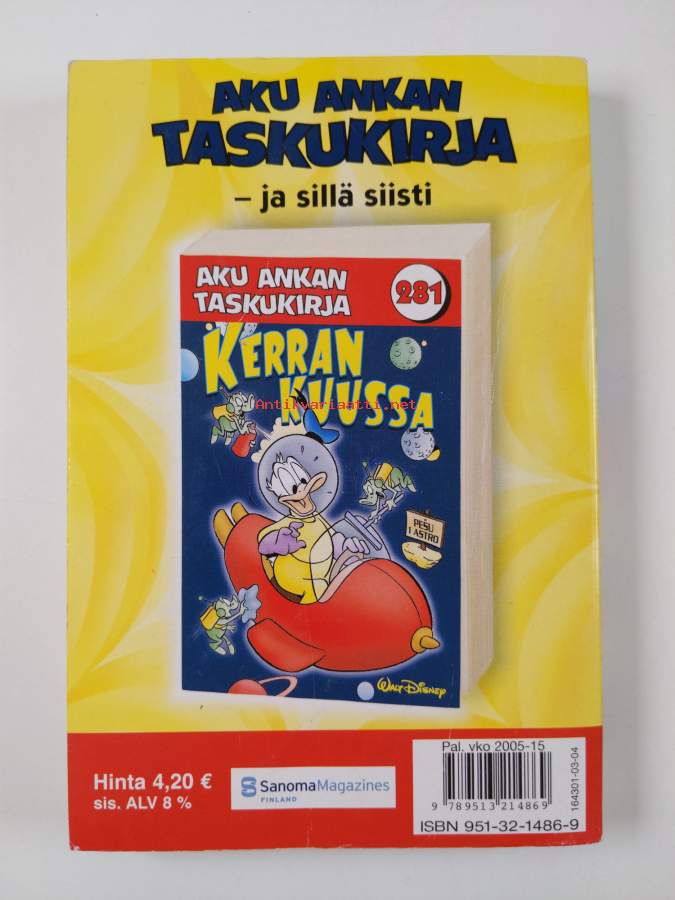 AKU ANKAN
TASKUKIRJA
– ja sillä siisti
AKU ANKAN
TASKUKIRJA
281
KERRAN
KUUSSA
Antikvariaatti.net
PESU
1 ASTRO
WALT DISNEY
Hinta 4,20 €
sis. ALV 8 %
SanomaMagazines
FINLAND
Pal. vko 2005-15
9 789513 214869
164301-03-04
ISBN 951-32-1486-9